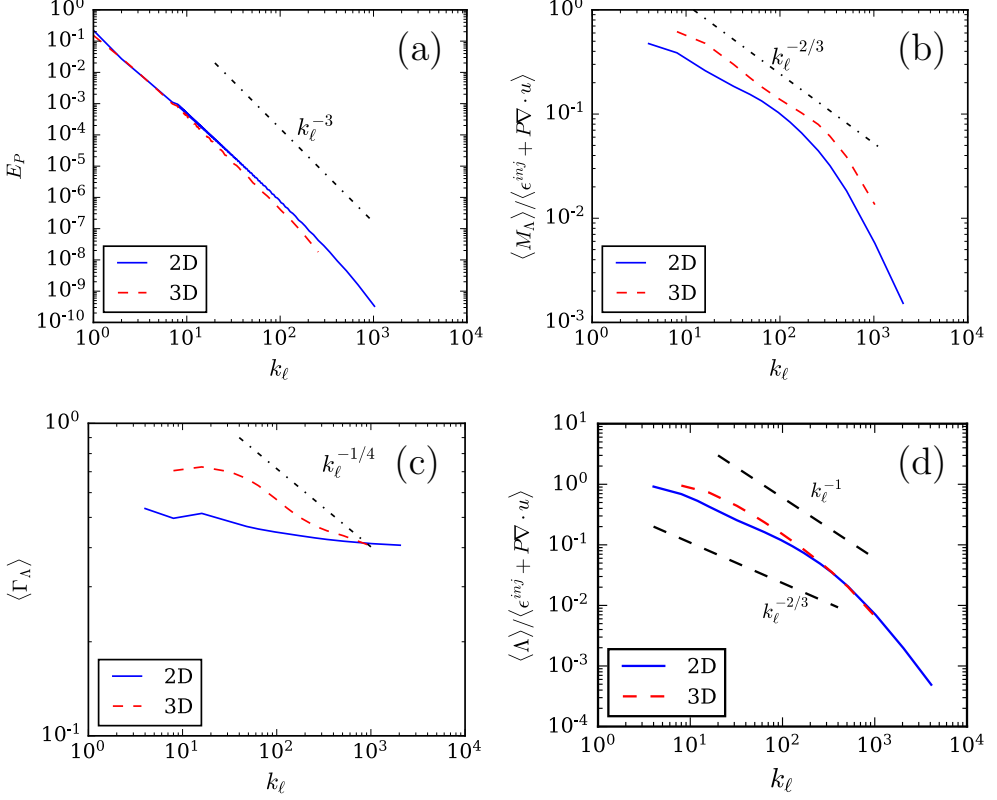 10^0
10^-1
10^-2
10^-3
10^-4
10^-5
10^-6
10^-7
10^-8
10^-9
10^-10
E_P
(a)
k_ℓ^-3
2D
3D
10^0 10^1 10^2 10^3 10^4
k_ℓ
10^0
10^-1
10^-2
10^-3
⟨M_Λ⟩/⟨ϵ^inj + P∇ · u⟩
(b)
k_ℓ^-2/3
2D
3D
10^0 10^1 10^2 10^3 10^4
k_ℓ
10^0
10^-1
⟨Γ_Λ⟩
(c)
k_ℓ^-1/4
2D
3D
10^0 10^1 10^2 10^3 10^4
k_ℓ
10^1
10^0
10^-1
10^-2
10^-3
10^-4
⟨Λ⟩/⟨ϵ^inj + P∇ · u⟩
(d)
k_ℓ^-1
k_ℓ^-2/3
2D
3D
10^0 10^1 10^2 10^3 10^4
k_ℓ